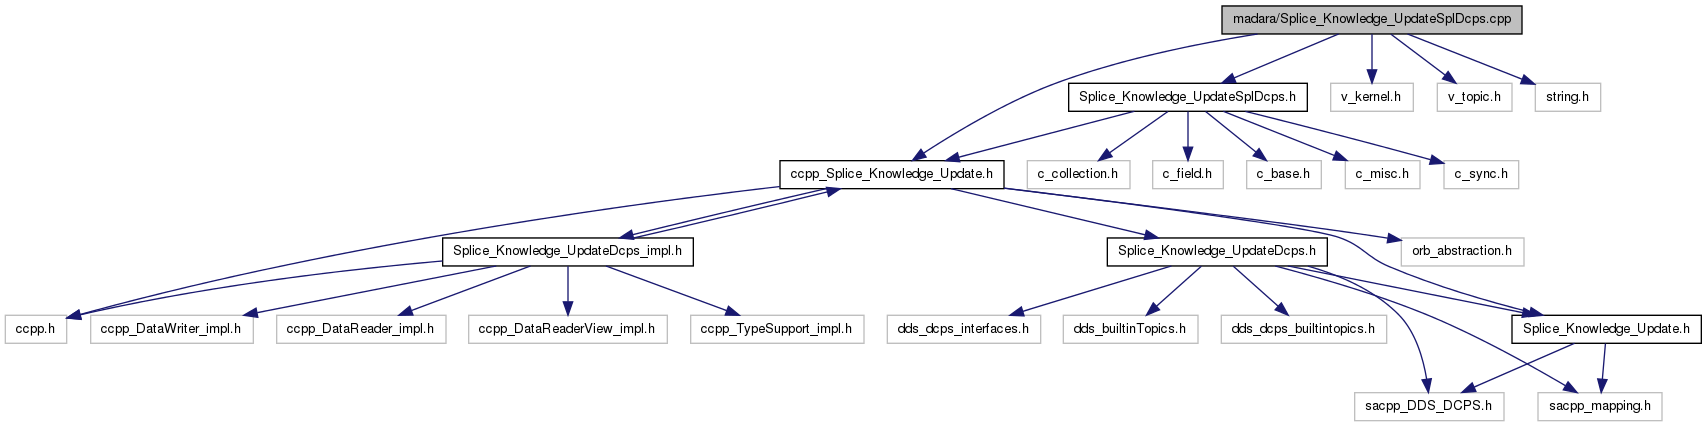 madara/Splice_Knowledge_UpdateSplDcps.cpp
Splice_Knowledge_UpdateSplDcps.h
v_kernel.h
v_topic.h
string.h
ccpp_Splice_Knowledge_Update.h
c_collection.h
c_field.h
c_base.h
c_misc.h
c_sync.h
Splice_Knowledge_UpdateDcps_impl.h
Splice_Knowledge_UpdateDcps.h
orb_abstraction.h
ccpp.h
ccpp_DataWriter_impl.h
ccpp_DataReader_impl.h
ccpp_DataReaderView_impl.h
ccpp_TypeSupport_impl.h
dds_dcps_interfaces.h
dds_builtinTopics.h
dds_dcps_builtintopics.h
Splice_Knowledge_Update.h
sacpp_DDS_DCPS.h
sacpp_mapping.h